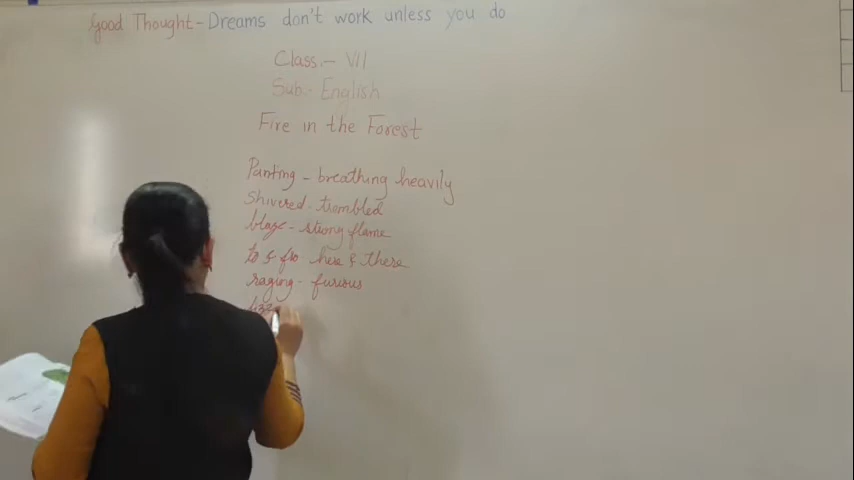 Good Thought - Dreams don't work unless you do
Class - VII
Sub - English
Fire in the Forest
Panting - breathing heavily
Shivered - trembled
blaze - strong flame
to & fro here & there
raging - furious